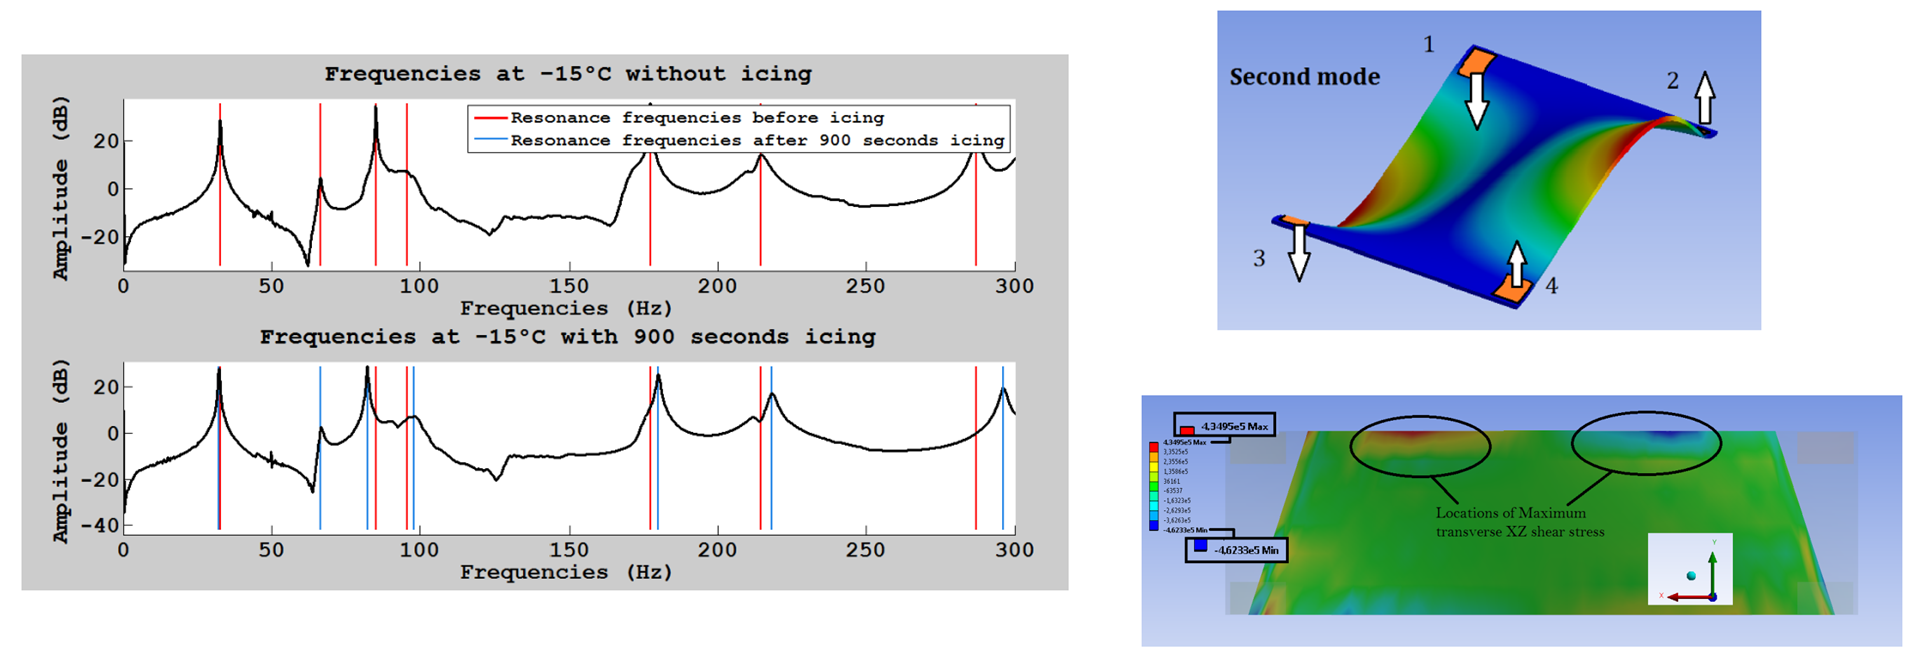 Frequencies at -15°C without icing
Resonance frequencies before icing
Resonance frequencies after 900 seconds icing
Amplitude (dB)
20
0
-20
0 50 100 150 200 250 300
Frequencies (Hz)
Frequencies at -15°C with 900 seconds icing
Amplitude (dB)
20
0
-20
-40
0 50 100 150 200 250 300
Frequencies (Hz)
Second mode
1
2
3
4
4,3495e5 Max
4,3495e5 Max
3,3525e5
2,3556e5
1,3586e5
36161
-63537
-1,6323e5
-2,6293e5
-3,6263e5
-4,6233e5 Min
-4,6233e5 Min
Locations of Maximum
transverse XZ shear stress
Y
X